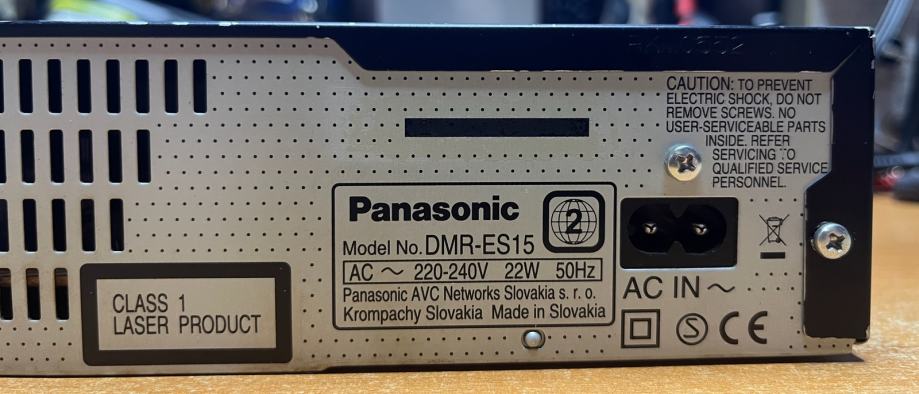 CAUTION: TO PREVENT
ELECTRIC SHOCK, DO NOT
REMOVE SCREWS. NO
USER-SERVICEABLE PARTS
INSIDE. REFER
SERVICING TO
QUALIFIED SERVICE
PERSONNEL.
Panasonic
2
Model No. DMR-ES15
AC ~ 220-240V 22W 50Hz
Panasonic AVC Networks Slovakia s. r. o.
Krompachy Slovakia Made in Slovakia
AC IN ~
S
CE
CLASS 1
LASER PRODUCT